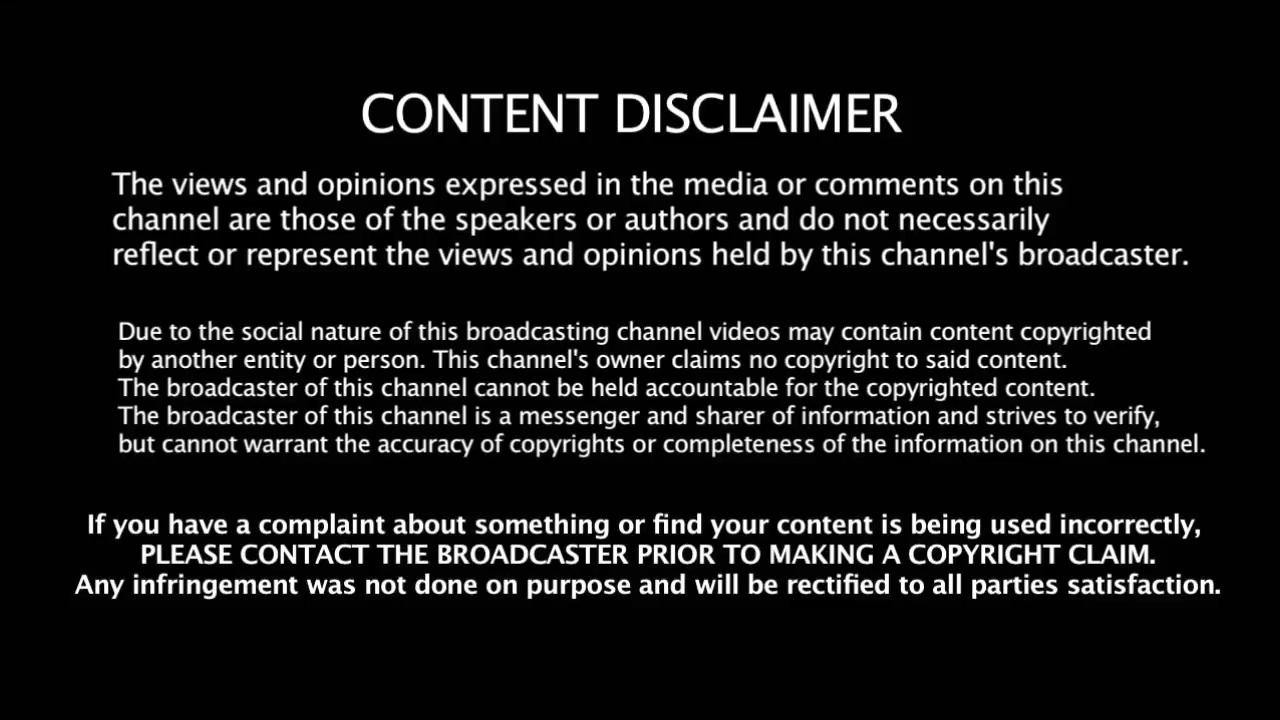 CONTENT DISCLAIMER
The views and opinions expressed in the media or comments on this
channel are those of the speakers or authors and do not necessarily
reflect or represent the views and opinions held by this channel's broadcaster.
Due to the social nature of this broadcasting channel videos may contain content copyrighted
by another entity or person. This channel's owner claims no copyright to said content.
The broadcaster of this channel cannot be held accountable for the copyrighted content.
The broadcaster of this channel is a messenger and sharer of information and strives to verify,
but cannot warrant the accuracy of copyrights or completeness of the information on this channel.
If you have a complaint about something or find your content is being used incorrectly,
PLEASE CONTACT THE BROADCASTER PRIOR TO MAKING A COPYRIGHT CLAIM.
Any infringement was not done on purpose and will be rectified to all parties satisfaction.